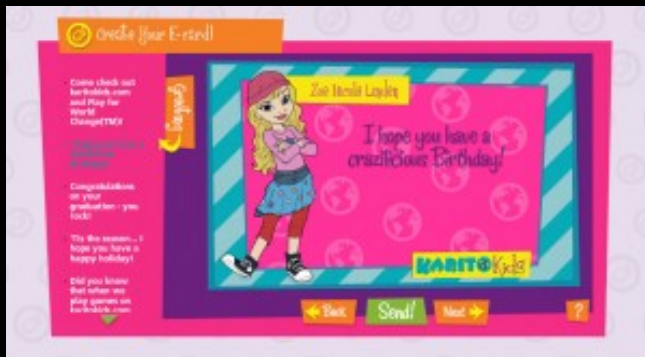 Create Your E-card!
Come check out
karitokids.com
and Play for
World
Change(TM)!
Congratulations
on your
graduation - you
rock!
'Tis the season... I
hope you have a
happy holiday!
Did you know
that when we
play games on
karitokids.com
Greeting
Zoe Nicole Landen
I hope you have a
crazilicious Birthday!
KARITO Kids
Back
Send!
Next
?